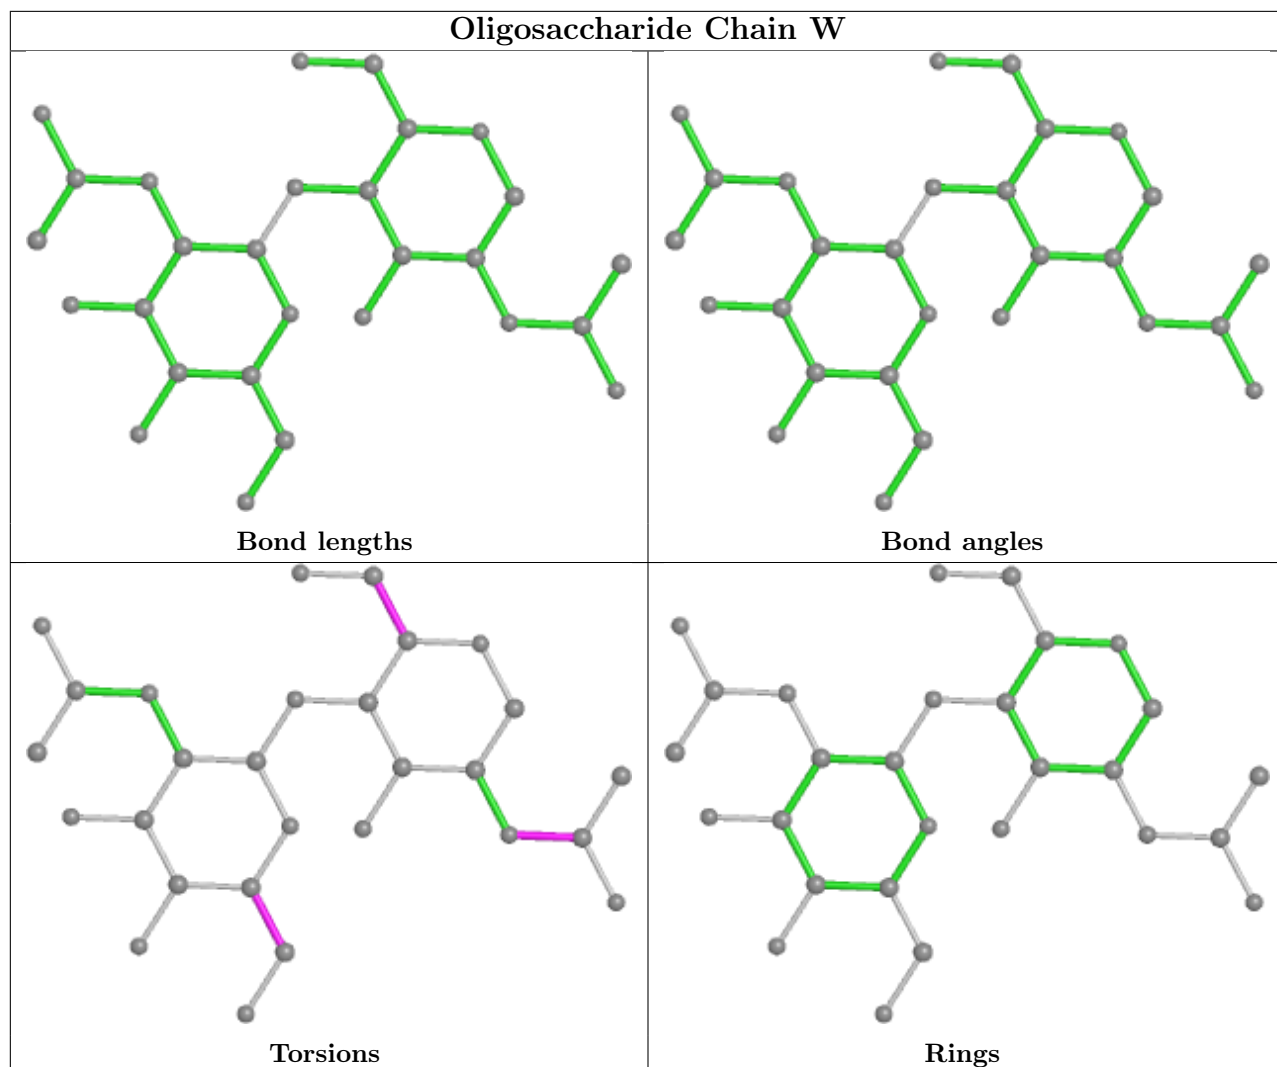 Oligosaccharide Chain W
Bond lengths
Bond angles
Torsions
Rings